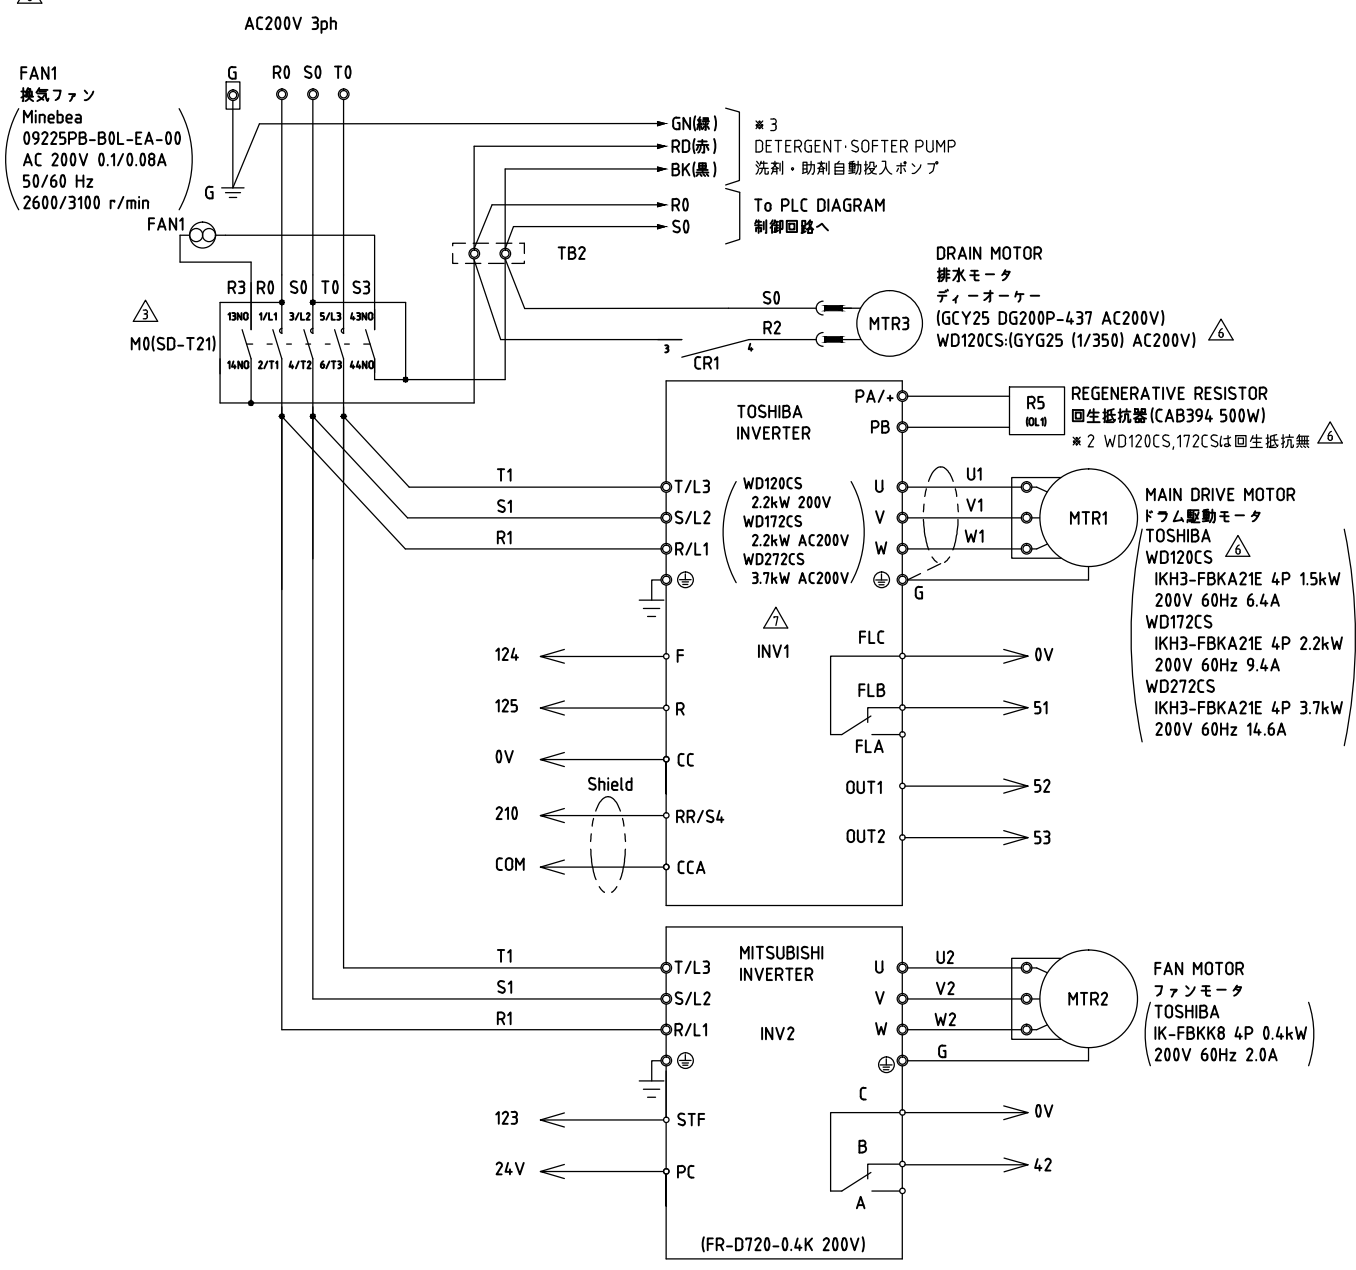 AC200V 3ph
FAN1
換気ファン
Minebea
09225PB-B0L-EA-00
AC 200V 0.1/0.08A
50/60 Hz
2600/3100 r/min
G
R0 S0 T0
G
FAN1
GN(緑)
RD(赤)
BK(黒)
※3
DETERGENT·SOFTER PUMP
洗剤・助剤自動投入ポンプ
R0
S0
To PLC DIAGRAM
制御回路へ
TB2
R3 R0 S0 T0 S3
13NO 1/L1 3/L2 5/L3 43NO
3
M0(SD-T21)
14NO 2/T1 4/T2 6/T3 44NO
DRAIN MOTOR
排水モータ
ディーオーケー
(GCY25 DG200P-437 AC200V)
WD120CS:(GYG25 (1/350) AC200V)
6
S0
R2
MTR3
3
4
CR1
TOSHIBA
INVERTER
PA/+
PB
R5
(OL1)
REGENERATIVE RESISTOR
回生抵抗器(CAB394 500W)
※2 WD120CS,172CSは回生抵抗無
6
T1
S1
R1
T/L3
S/L2
R/L1
WD120CS
2.2kW 200V
WD172CS
2.2kW AC200V
WD272CS
3.7kW AC200V
7
INV1
U
V
W
U1
V1
W1
G
MTR1
MAIN DRIVE MOTOR
ドラム駆動モータ
TOSHIBA
WD120CS
6
IKH3-FBKA21E 4P 1.5kW
200V 60Hz 6.4A
WD172CS
IKH3-FBKA21E 4P 2.2kW
200V 60Hz 9.4A
WD272CS
IKH3-FBKA21E 4P 3.7kW
200V 60Hz 14.6A
124
F
125
R
0V
CC
Shield
210
RR/S4
COM
CCA
FLC
0V
FLB
51
FLA
OUT1
52
OUT2
53
MITSUBISHI
INVERTER
INV2
T1
S1
R1
T/L3
S/L2
R/L1
U
V
W
U2
V2
W2
G
MTR2
FAN MOTOR
ファンモータ
TOSHIBA
IK-FBKK8 4P 0.4kW
200V 60Hz 2.0A
123
STF
24V
PC
C
0V
B
42
A
(FR-D720-0.4K 200V)